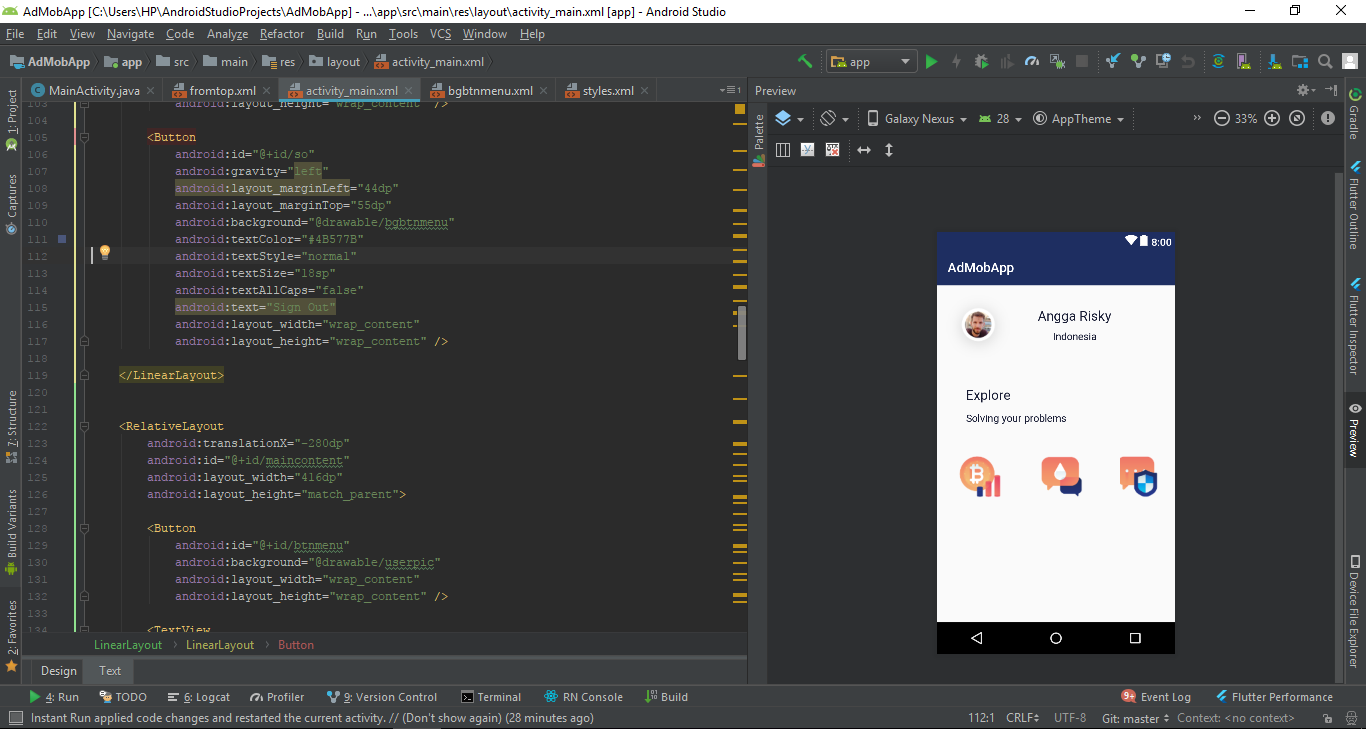 AdMobApp [C:\Users\HP\AndroidStudioProjects\AdMobApp] - ...\app\src\main\res\layout\activity_main.xml [app] - Android Studio
File Edit View Navigate Code Analyze Refactor Build Run Tools VCS Window Help
AdMobApp app src main res layout activity_main.xml
app
MainActivity.java fromtop.xml activity_main.xml bgbtnmenu.xml styles.xml
1
Preview
103 android:layout_height="wrap_content" />
104
105 <Button
106 android:id="@+id/so"
107 android:gravity="left"
108 android:layout_marginLeft="44dp"
109 android:layout_marginTop="55dp"
110 android:background="@drawable/bgbtnmenu"
111 android:textColor="#4B577B"
112 android:textStyle="normal"
113 android:textSize="18sp"
114 android:textAllCaps="false"
115 android:text="Sign Out"
116 android:layout_width="wrap_content"
117 android:layout_height="wrap_content" />
118
119 </LinearLayout>
120
121
122 <RelativeLayout
123 android:translationX="-280dp"
124 android:id="@+id/maincontent"
125 android:layout_width="416dp"
126 android:layout_height="match_parent">
127
128 <Button
129 android:id="@+id/btnmenu"
130 android:background="@drawable/userpic"
131 android:layout_width="wrap_content"
132 android:layout_height="wrap_content" />
133
134 <TextView
LinearLayout LinearLayout Button
Design Text
1: Project
Captures
7: Structure
Build Variants
2: Favorites
Palette
Galaxy Nexus 28 AppTheme >> 33%
8:00
AdMobApp
Angga Risky
Indonesia
Explore
Solving your problems
Gradle
Flutter Outline
Flutter Inspector
Preview
Device File Explorer
4: Run TODO 6: Logcat Profiler 9: Version Control Terminal RN Console Build 9+ Event Log Flutter Performance
Instant Run applied code changes and restarted the current activity. // (Don't show again) (28 minutes ago) 112:1 CRLF UTF-8 Git: master Context: <no context>